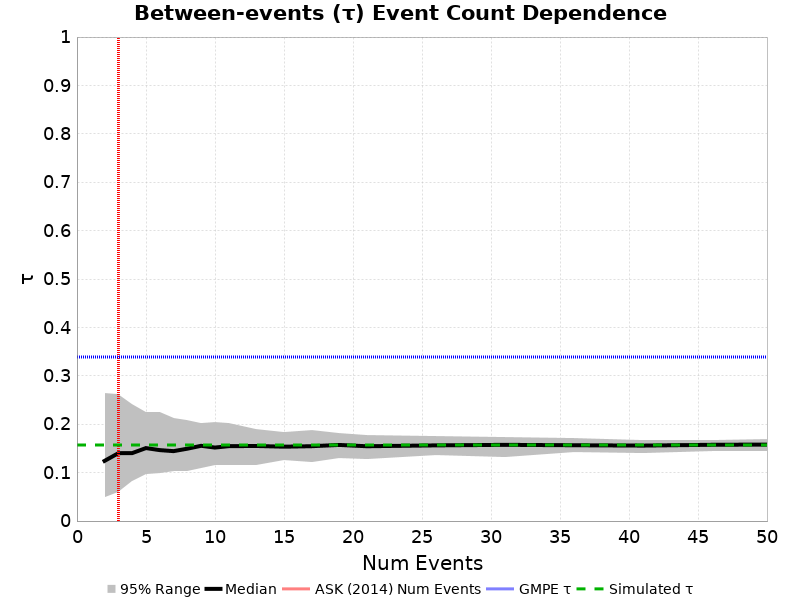 Between-events (τ) Event Count Dependence
1
0.9
0.8
0.7
0.6
0.5
0.4
0.3
0.2
0.1
0
τ
0 5 10 15 20 25 30 35 40 45 50
Num Events
95% Range Median ASK (2014) Num Events GMPE τ Simulated τ